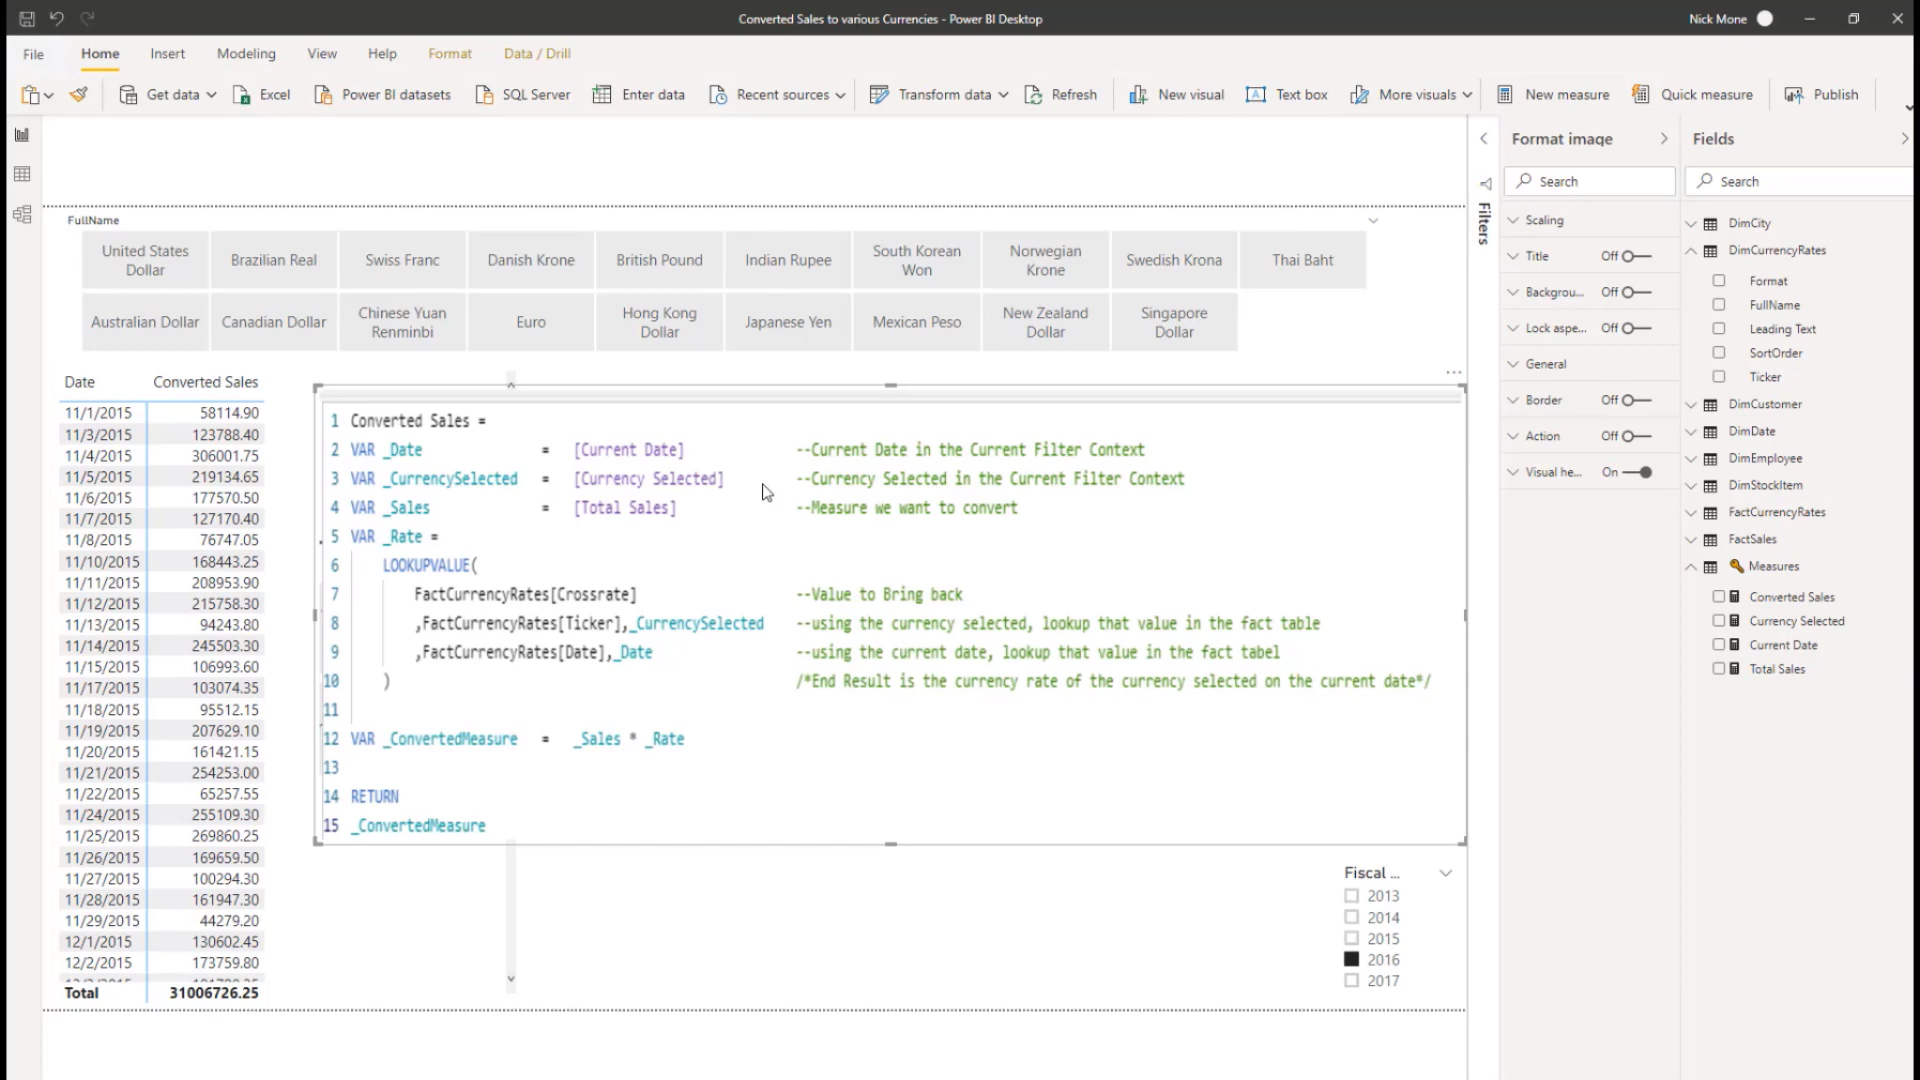 Converted Sales to various Currencies - Power BI Desktop
Nick Mone
File Home Insert Modeling View Help Format Data / Drill
Get data Excel Power BI datasets SQL Server Enter data Recent sources Transform data Refresh New visual Text box More visuals New measure Quick measure Publish
FullName
United States Dollar
Brazilian Real
Swiss Franc
Danish Krone
British Pound
Indian Rupee
South Korean Won
Norwegian Krone
Swedish Krona
Thai Baht
Australian Dollar
Canadian Dollar
Chinese Yuan Renminbi
Euro
Hong Kong Dollar
Japanese Yen
Mexican Peso
New Zealand Dollar
Singapore Dollar
Date Converted Sales
11/1/2015 58114.90
11/3/2015 123788.40
11/4/2015 306001.75
11/5/2015 219134.65
11/6/2015 177570.50
11/7/2015 127170.40
11/8/2015 76747.05
11/10/2015 168443.25
11/11/2015 208953.90
11/12/2015 215758.30
11/13/2015 94243.80
11/14/2015 245503.30
11/15/2015 106993.60
11/17/2015 103074.35
11/18/2015 95512.15
11/19/2015 207629.10
11/20/2015 161421.15
11/21/2015 254253.00
11/22/2015 65257.55
11/24/2015 255109.30
11/25/2015 269860.25
11/26/2015 169659.50
11/27/2015 100294.30
11/28/2015 161947.30
11/29/2015 44279.20
12/1/2015 130602.45
12/2/2015 173759.80
Total 31006726.25
1 Converted Sales =
2 VAR _Date = [Current Date] --Current Date in the Current Filter Context
3 VAR _CurrencySelected = [Currency Selected] --Currency Selected in the Current Filter Context
4 VAR _Sales = [Total Sales] --Measure we want to convert
5 VAR _Rate =
6 LOOKUPVALUE(
7 FactCurrencyRates[Crossrate] --Value to Bring back
8 ,FactCurrencyRates[Ticker],_CurrencySelected --using the currency selected, lookup that value in the fact table
9 ,FactCurrencyRates[Date],_Date --using the current date, lookup that value in the fact tabel
10 ) /*End Result is the currency rate of the currency selected on the current date*/
11
12 VAR _ConvertedMeasure = _Sales * _Rate
13
14 RETURN
15 _ConvertedMeasure
Fiscal ...
2013
2014
2015
2016
2017
Filters
Format image
Search
Scaling
Title Off
Backgrou... Off
Lock aspe... Off
General
Border Off
Action Off
Visual he... On
Fields
Search
DimCity
DimCurrencyRates
Format
FullName
Leading Text
SortOrder
Ticker
DimCustomer
DimDate
DimEmployee
DimStockItem
FactCurrencyRates
FactSales
Measures
Converted Sales
Currency Selected
Current Date
Total Sales